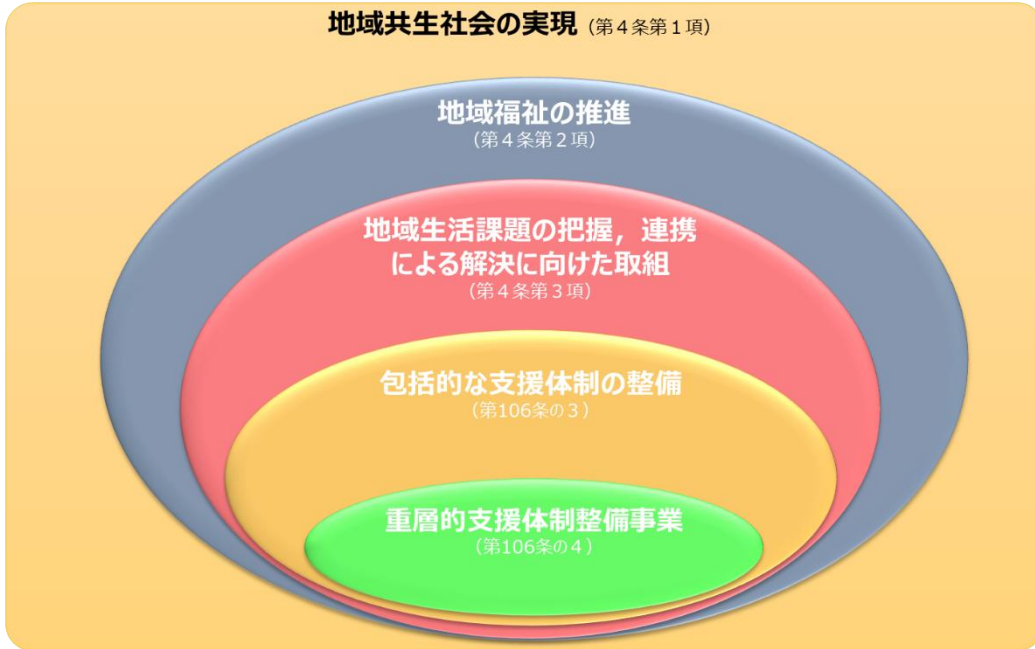 地域共生社会の実現（第４条第１項）
地域福祉の推進
（第４条第２項）
地域生活課題の把握，連携
による解決に向けた取組
（第４条第３項）
包括的な支援体制の整備
（第106条の３）
重層的支援体制整備事業
（第106条の４）